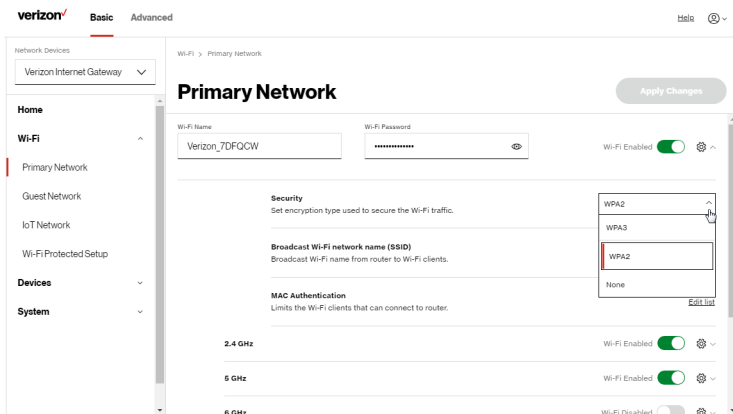 verizon Basic Advanced Help
Network Devices
Verizon Internet Gateway
Home
Wi-Fi
Primary Network
Guest Network
IoT Network
Wi-Fi Protected Setup
Devices
System
Wi-Fi > Primary Network
Primary Network
Apply Changes
Wi-Fi Name
Verizon_7DFQCW
Wi-Fi Password
••••••••••••••
Wi-Fi Enabled
Security
Set encryption type used to secure the Wi-Fi traffic.
WPA2
WPA3
WPA2
None
Broadcast Wi-Fi network name (SSID)
Broadcast Wi-Fi name from router to Wi-Fi clients.
MAC Authentication
Limits the Wi-Fi clients that can connect to router.
Edit list
2.4 GHz Wi-Fi Enabled
5 GHz Wi-Fi Enabled
6 GHz Wi-Fi Disabled